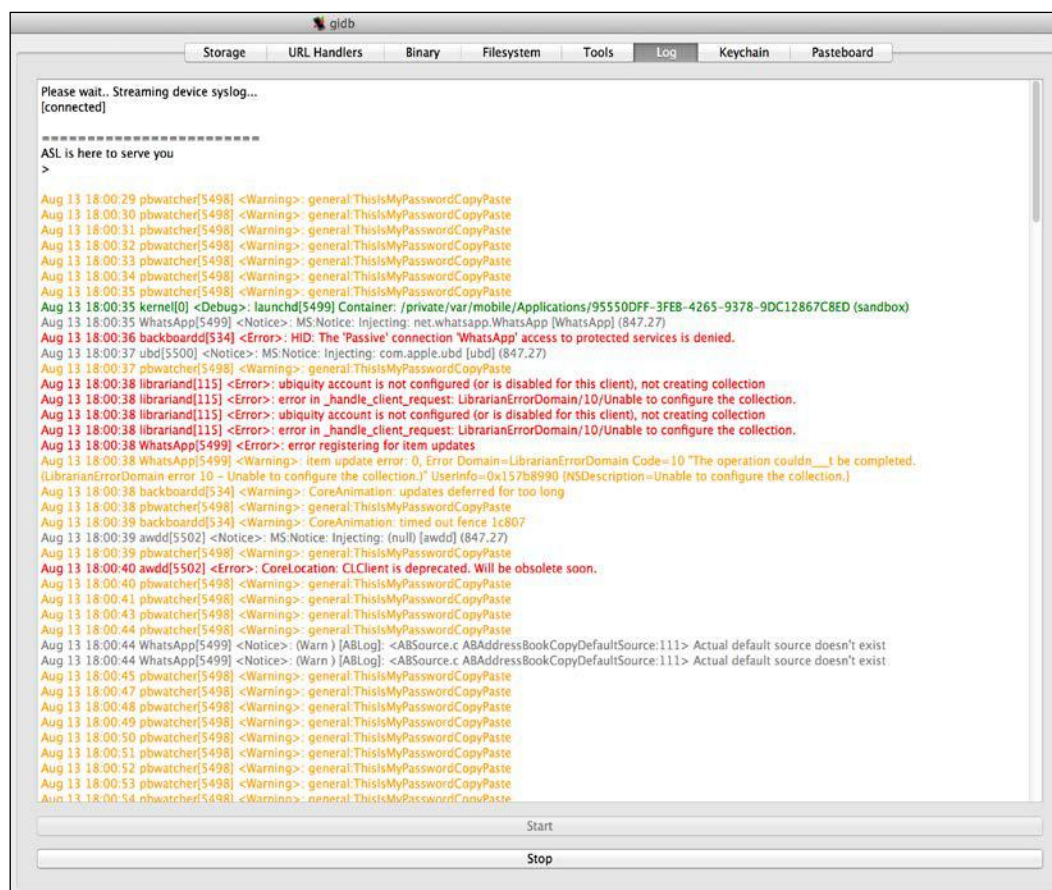 gidb
Storage URL Handlers Binary Filesystem Tools Log Keychain Pasteboard
Please wait.. Streaming device syslog...
[connected]
========================
ASL is here to serve you
>
Aug 13 18:00:29 pbwatcher[5498] <Warning>: general:ThisIsMyPasswordCopyPaste
Aug 13 18:00:30 pbwatcher[5498] <Warning>: general:ThisIsMyPasswordCopyPaste
Aug 13 18:00:31 pbwatcher[5498] <Warning>: general:ThisIsMyPasswordCopyPaste
Aug 13 18:00:32 pbwatcher[5498] <Warning>: general:ThisIsMyPasswordCopyPaste
Aug 13 18:00:33 pbwatcher[5498] <Warning>: general:ThisIsMyPasswordCopyPaste
Aug 13 18:00:34 pbwatcher[5498] <Warning>: general:ThisIsMyPasswordCopyPaste
Aug 13 18:00:35 pbwatcher[5498] <Warning>: general:ThisIsMyPasswordCopyPaste
Aug 13 18:00:35 kernel[0] <Debug>: launchd[5499] Container: /private/var/mobile/Applications/95550DFF-3FEB-4265-9378-9DC12867C8ED (sandbox)
Aug 13 18:00:35 WhatsApp[5499] <Notice>: MS:Notice: Injecting: net.whatsapp.WhatsApp [WhatsApp] (847.27)
Aug 13 18:00:36 backboardd[534] <Error>: HID: The 'Passive' connection 'WhatsApp' access to protected services is denied.
Aug 13 18:00:37 ubd[5500] <Notice>: MS:Notice: Injecting: com.apple.ubd [ubd] (847.27)
Aug 13 18:00:37 pbwatcher[5498] <Warning>: general:ThisIsMyPasswordCopyPaste
Aug 13 18:00:38 librariand[115] <Error>: ubiquity account is not configured (or is disabled for this client), not creating collection
Aug 13 18:00:38 librariand[115] <Error>: error in _handle_client_request: LibrarianErrorDomain/10/Unable to configure the collection.
Aug 13 18:00:38 librariand[115] <Error>: ubiquity account is not configured (or is disabled for this client), not creating collection
Aug 13 18:00:38 librariand[115] <Error>: error in _handle_client_request: LibrarianErrorDomain/10/Unable to configure the collection.
Aug 13 18:00:38 WhatsApp[5499] <Error>: error registering for item updates
Aug 13 18:00:38 WhatsApp[5499] <Warning>: item update error: 0, Error Domain=LibrarianErrorDomain Code=10 "The operation couldn__t be completed.
(LibrarianErrorDomain error 10 - Unable to configure the collection.)" UserInfo=0x157b8990 {NSDescription=Unable to configure the collection.}
Aug 13 18:00:38 backboardd[534] <Warning>: CoreAnimation: updates deferred for too long
Aug 13 18:00:38 pbwatcher[5498] <Warning>: general:ThisIsMyPasswordCopyPaste
Aug 13 18:00:39 backboardd[534] <Warning>: CoreAnimation: timed out fence 1c807
Aug 13 18:00:39 awdd[5502] <Notice>: MS:Notice: Injecting: (null) [awdd] (847.27)
Aug 13 18:00:39 pbwatcher[5498] <Warning>: general:ThisIsMyPasswordCopyPaste
Aug 13 18:00:40 awdd[5502] <Error>: CoreLocation: CLClient is deprecated. Will be obsolete soon.
Aug 13 18:00:40 pbwatcher[5498] <Warning>: general:ThisIsMyPasswordCopyPaste
Aug 13 18:00:41 pbwatcher[5498] <Warning>: general:ThisIsMyPasswordCopyPaste
Aug 13 18:00:43 pbwatcher[5498] <Warning>: general:ThisIsMyPasswordCopyPaste
Aug 13 18:00:44 pbwatcher[5498] <Warning>: general:ThisIsMyPasswordCopyPaste
Aug 13 18:00:44 WhatsApp[5499] <Notice>: (Warn ) [ABLog]: <ABSource.c ABAddressBookCopyDefaultSource:111> Actual default source doesn't exist
Aug 13 18:00:44 WhatsApp[5499] <Notice>: (Warn ) [ABLog]: <ABSource.c ABAddressBookCopyDefaultSource:111> Actual default source doesn't exist
Aug 13 18:00:45 pbwatcher[5498] <Warning>: general:ThisIsMyPasswordCopyPaste
Aug 13 18:00:47 pbwatcher[5498] <Warning>: general:ThisIsMyPasswordCopyPaste
Aug 13 18:00:48 pbwatcher[5498] <Warning>: general:ThisIsMyPasswordCopyPaste
Aug 13 18:00:49 pbwatcher[5498] <Warning>: general:ThisIsMyPasswordCopyPaste
Aug 13 18:00:50 pbwatcher[5498] <Warning>: general:ThisIsMyPasswordCopyPaste
Aug 13 18:00:51 pbwatcher[5498] <Warning>: general:ThisIsMyPasswordCopyPaste
Aug 13 18:00:52 pbwatcher[5498] <Warning>: general:ThisIsMyPasswordCopyPaste
Aug 13 18:00:53 pbwatcher[5498] <Warning>: general:ThisIsMyPasswordCopyPaste
Aug 13 18:00:54 pbwatcher[5498] <Warning>: general:ThisIsMyPasswordCopyPaste
Start
Stop